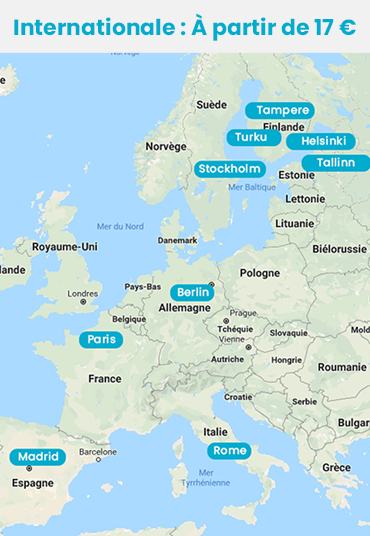 Internationale : À partir de 17 €
e
Suède
Tampere
Finlande
Turku
Helsinki
Norvège
Tallinn
Stockholm
Estonie
Mer Baltique
Lettonie
Mer du Nord
Lituanie
Danemark
Royaume-Uni
Biélorussie
lande
Pologne
Pays-Bas
Berlin
Londres
Allemagne
Prague
Belgique
Tchéquie
Slovaquie
Mold
Paris
Vienne
Autriche
Hongrie
France
Roumanie
Croatie
Serbie
Bulgar
Italie
Rome
Madrid
Barcelone
Grèce
Mer
Tyrrhénienne
Espagne